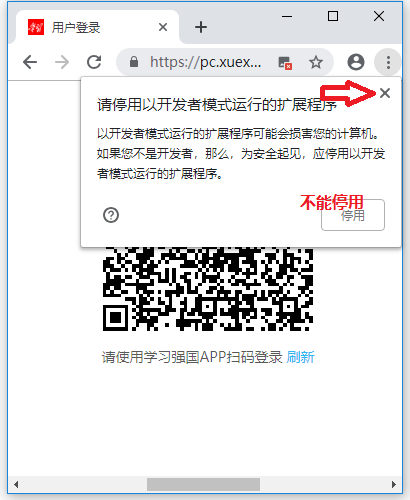 用户登录
https://pc.xuex...
请停用以开发者模式运行的扩展程序
以开发者模式运行的扩展程序可能会损害您的计算机。
如果您不是开发者，那么，为安全起见，应停用以开发
者模式运行的扩展程序。
不能停用
停用
请使用学习强国APP扫码登录 刷新